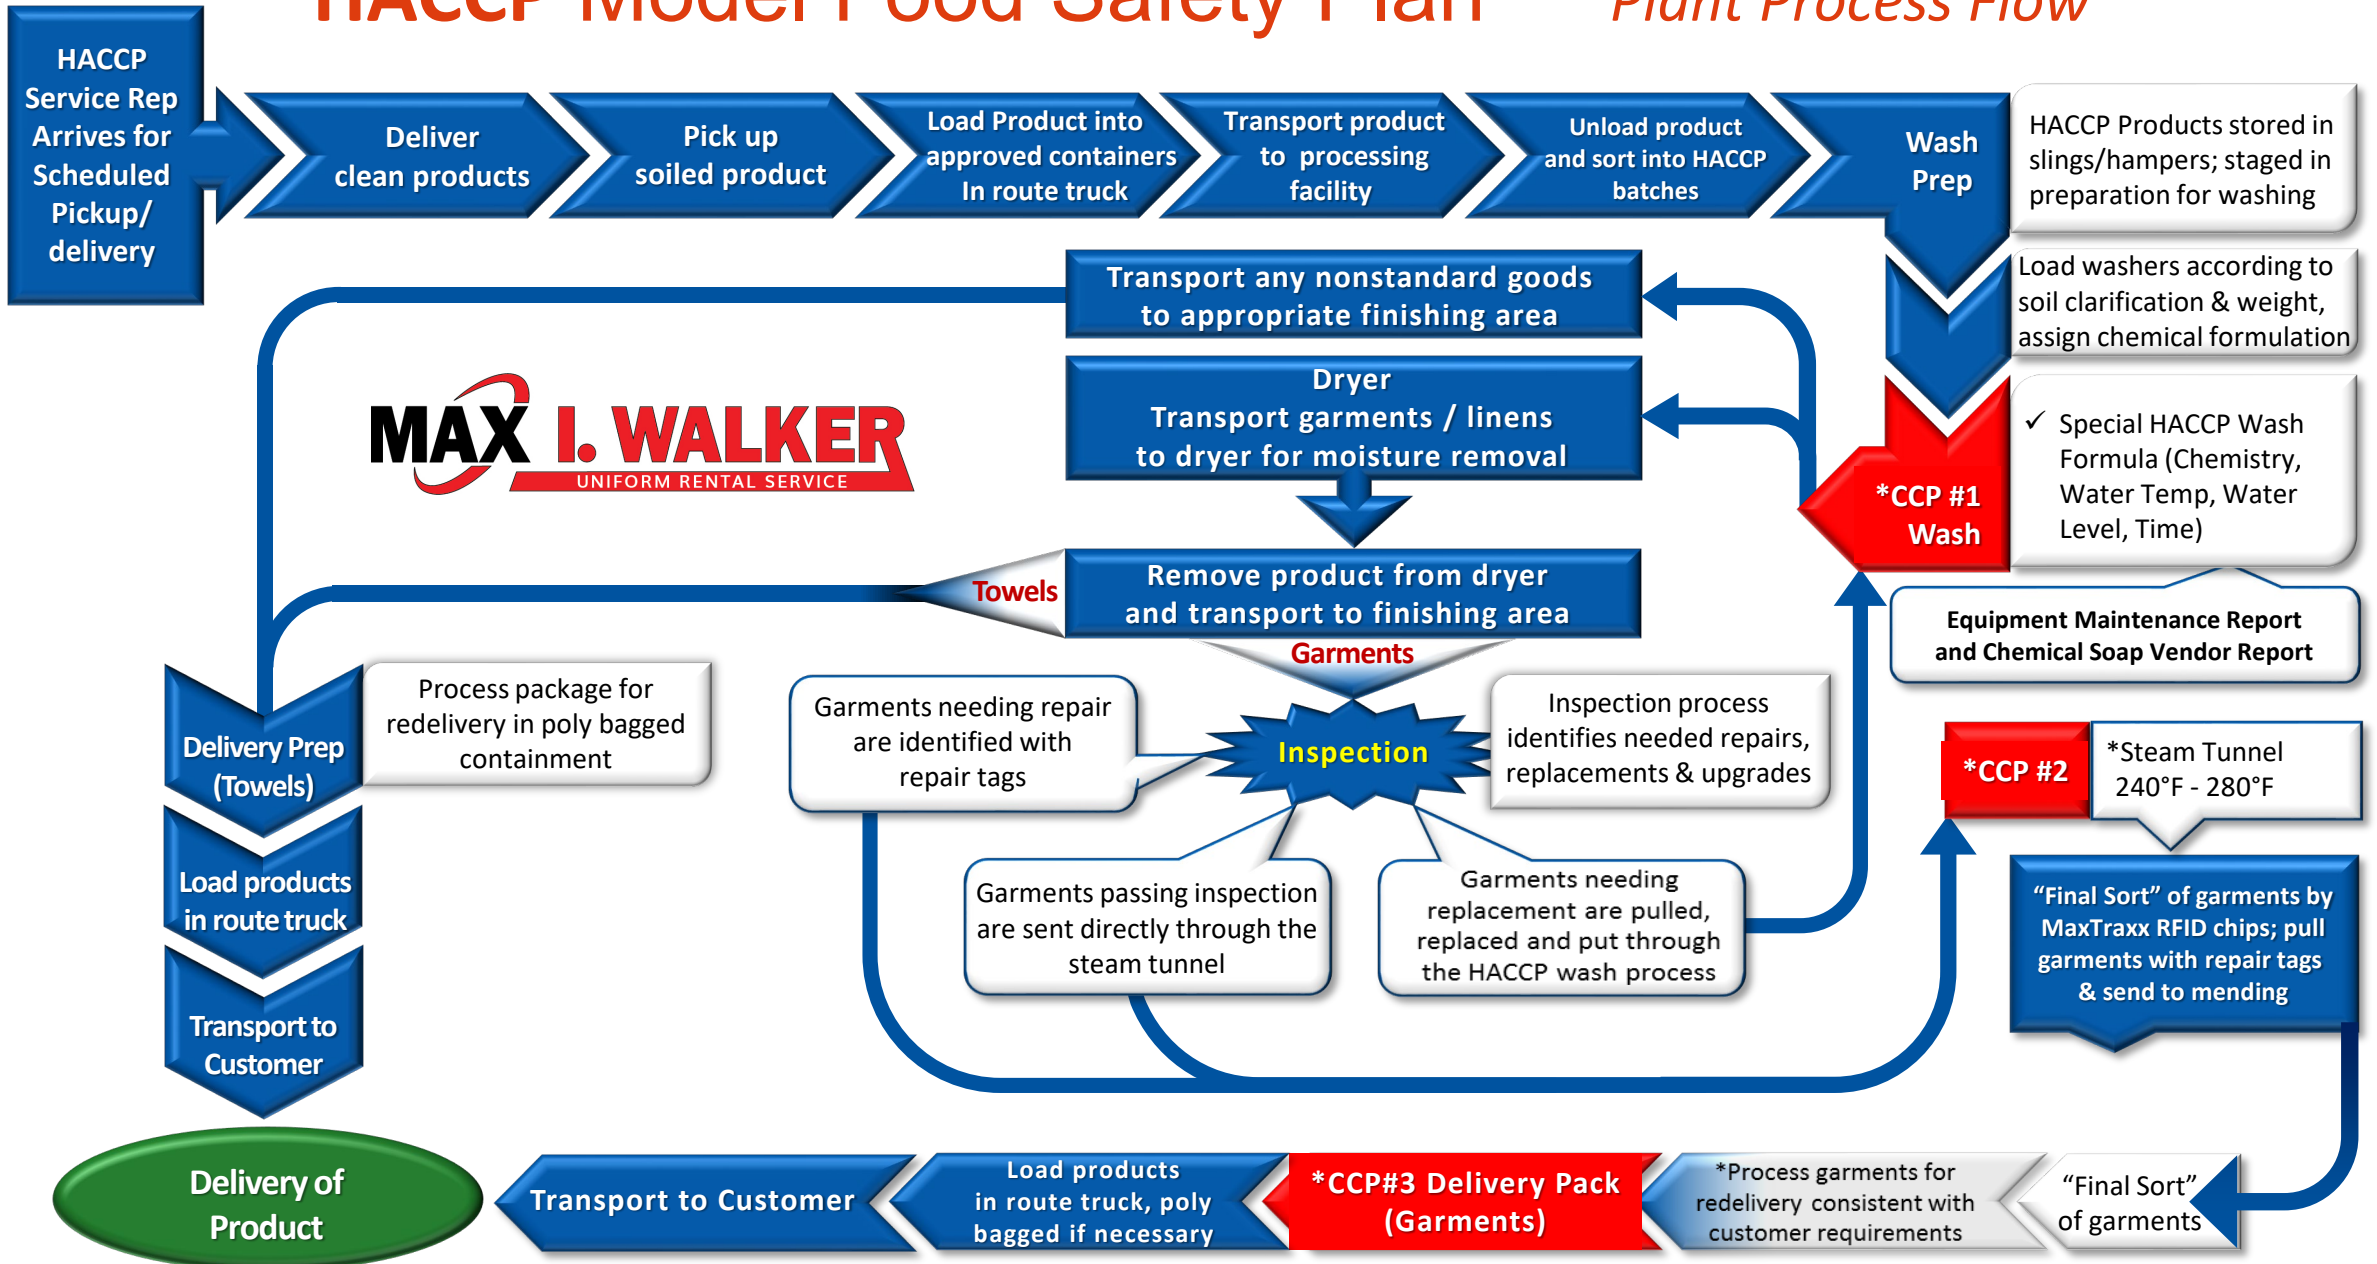 HACCP Model Food Safety Plan
Plant Process Flow
HACCP
Service Rep
Arrives for
Scheduled
Pickup/
delivery
Deliver
clean products
Pick up
soiled product
Load Product into
approved containers
In route truck
Transport product
to processing
facility
Unload product
and sort into HACCP
batches
Wash
Prep
HACCP Products stored in
slings/hampers; staged in
preparation for washing
Load washers according to
soil clarification & weight,
assign chemical formulation
*CCP #1
Wash
✓ Special HACCP Wash
Formula (Chemistry,
Water Temp, Water
Level, Time)
Equipment Maintenance Report
and Chemical Soap Vendor Report
Transport any nonstandard goods
to appropriate finishing area
Dryer
Transport garments / linens
to dryer for moisture removal
MAX I. WALKER
UNIFORM RENTAL SERVICE
Towels
Remove product from dryer
and transport to finishing area
Garments
Inspection
Garments needing repair
are identified with
repair tags
Inspection process
identifies needed repairs,
replacements & upgrades
Garments passing inspection
are sent directly through the
steam tunnel
Garments needing
replacement are pulled,
replaced and put through
the HACCP wash process
Delivery Prep
(Towels)
Process package for
redelivery in poly bagged
containment
Load products
in route truck
Transport to
Customer
*CCP #2
*Steam Tunnel
240°F - 280°F
“Final Sort” of garments by
MaxTraxx RFID chips; pull
garments with repair tags
& send to mending
“Final Sort”
of garments
*Process garments for
redelivery consistent with
customer requirements
*CCP#3 Delivery Pack
(Garments)
Load products
in route truck, poly
bagged if necessary
Transport to Customer
Delivery of
Product